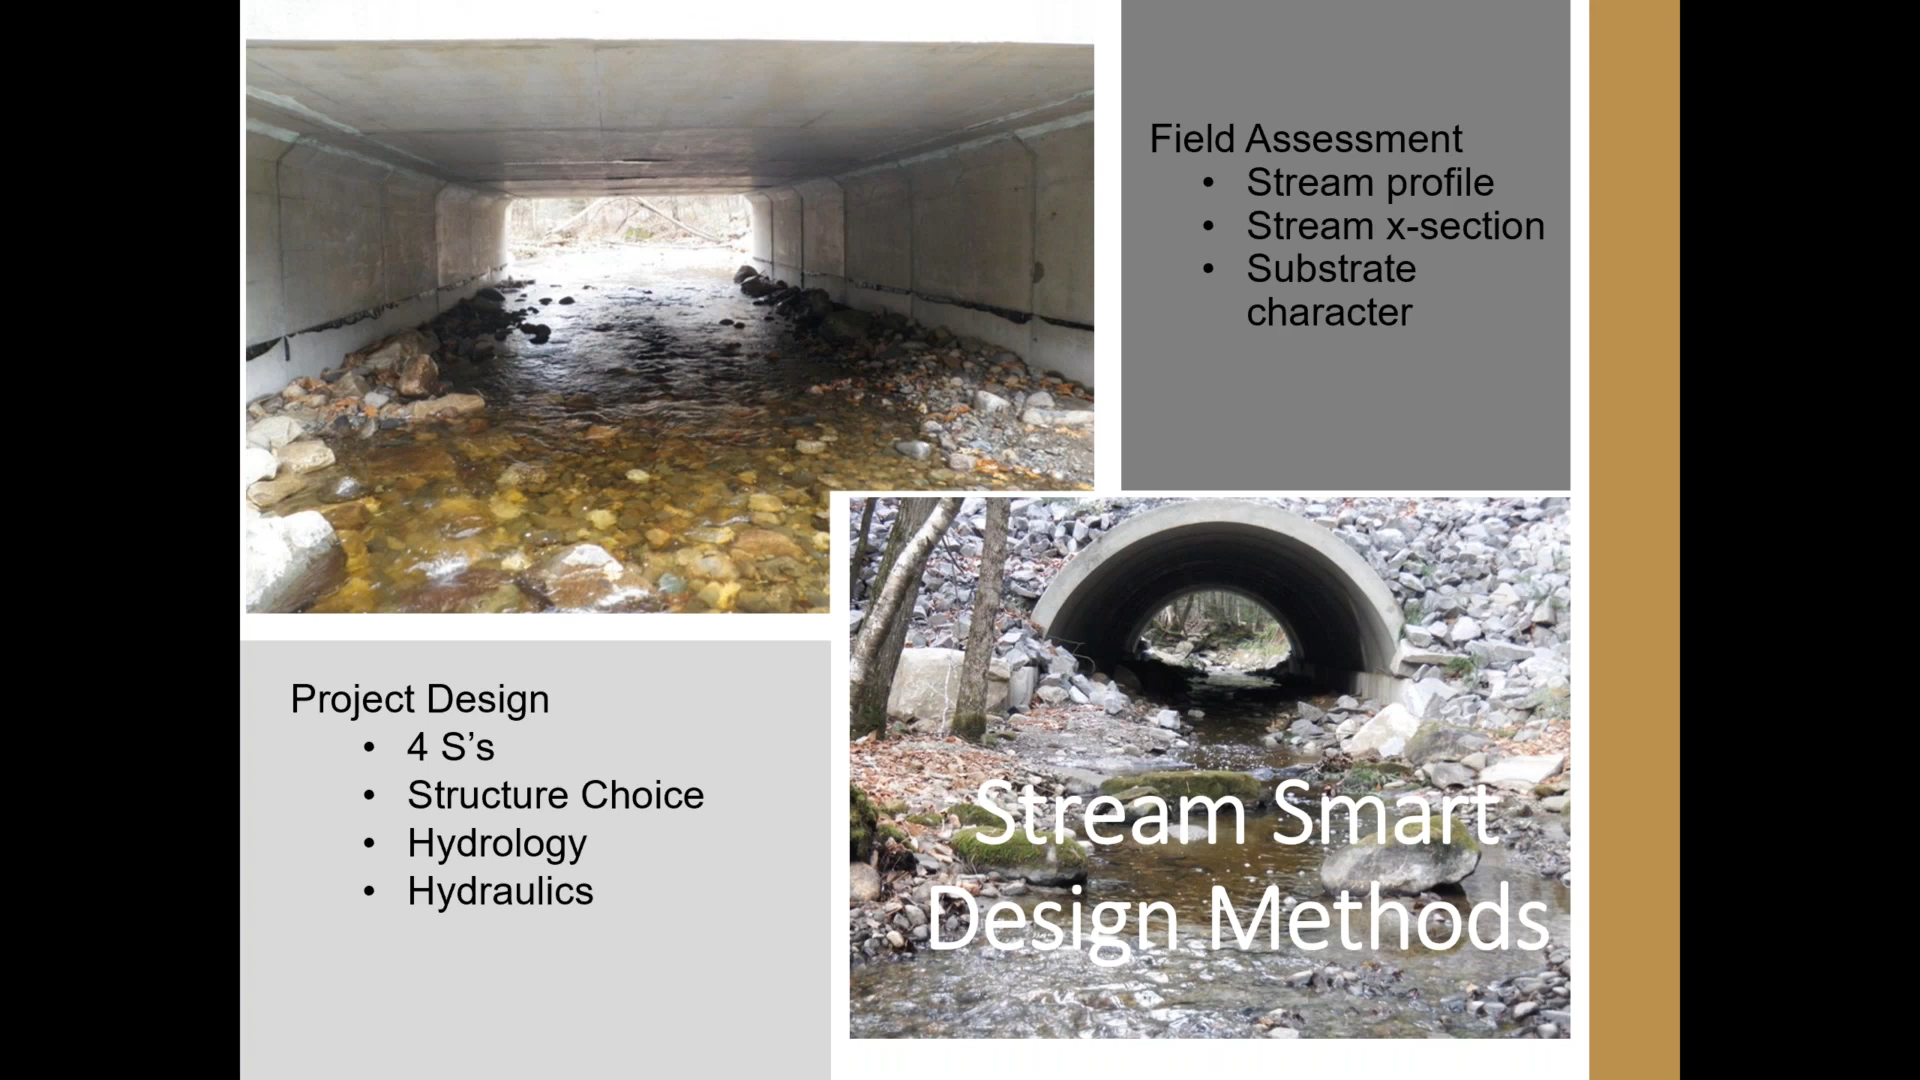 Field Assessment
• Stream profile
• Stream x-section
• Substrate
character
Project Design
• 4 S’s
• Structure Choice
• Hydrology
• Hydraulics
Stream Smart
Design Methods